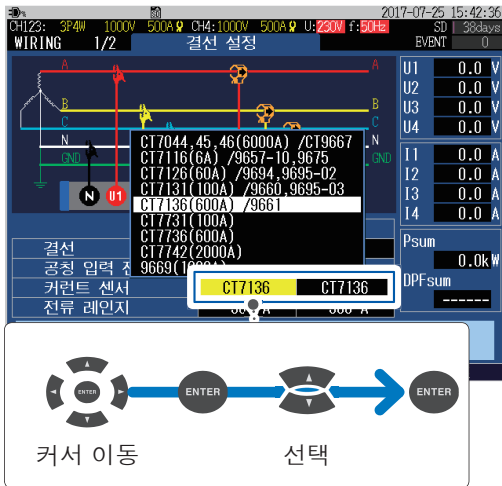 2017-07-25 15:42:36
CH123: 3P4W 1000V 500A CH4:1000V 500A U:230V f:50Hz SD 38days
WIRING 1/2 결선 설정 EVENT 0
A A
B B
C C
N N
GND GND
N U1
CT7044,45,46(6000A) /CT9667
CT7116(6A) /9657-10,9675
CT7126(60A) /9694,9695-02
CT7131(100A) /9660,9695-03
CT7136(600A) /9661
CT7731(100A)
CT7736(600A)
CT7742(2000A)
U1 0.0 V
U2 0.0 V
U3 0.0 V
U4 0.0 V
I1 0.0 A
I2 0.0 A
I3 0.0 A
I4 0.0 A
Psum
0.0kW
DPFsum
------
결선
공칭 입력
커런트 센서 CT7136 CT7136
전류 레인지
ENTER ENTER ENTER
커서 이동 선택